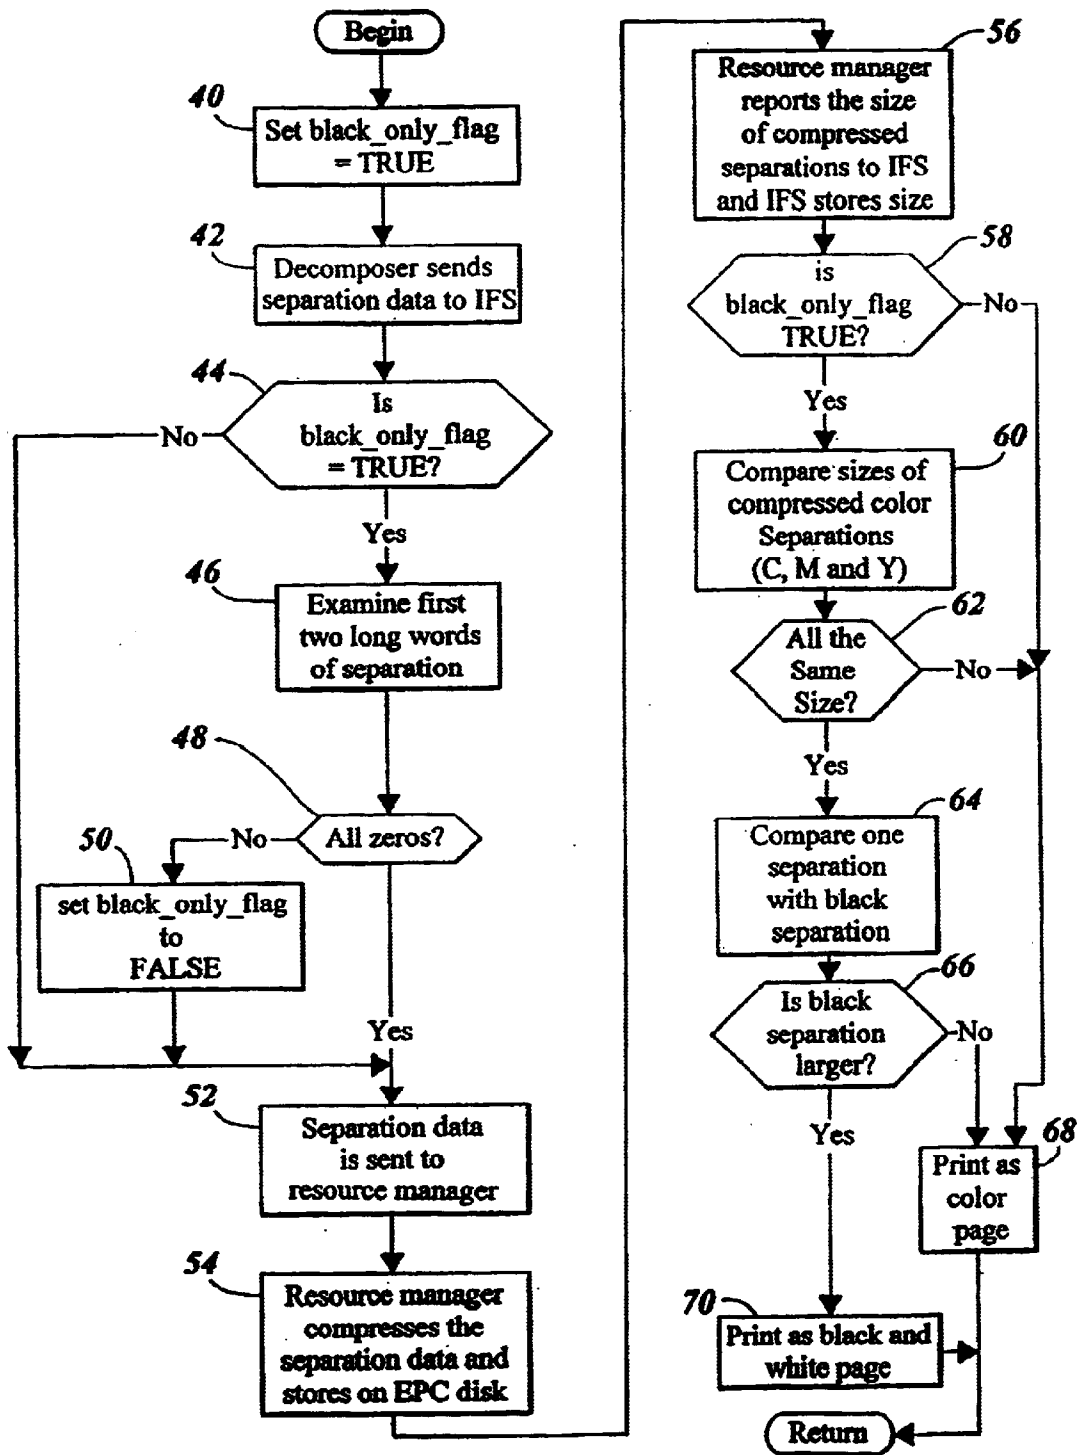 Begin
40
Set black_only_flag
= TRUE
42
Decomposer sends
separation data to IFS
44
Is
black_only_flag
= TRUE?
No
Yes
46
Examine first
two long words
of separation
48
All zeros?
No
50
set black_only_flag
to
FALSE
Yes
52
Separation data
is sent to
resource manager
54
Resource manager
compresses the
separation data and
stores on EPC disk
56
Resource manager
reports the size
of compressed
separations to IFS
and IFS stores size
58
is
black_only_flag
TRUE?
No
Yes
60
Compare sizes of
compressed color
Separations
(C, M and Y)
62
All the
Same
Size?
No
Yes
64
Compare one
separation
with black
separation
66
Is black
separation
larger?
No
Yes
68
Print as
color
page
70
Print as black and
white page
Return